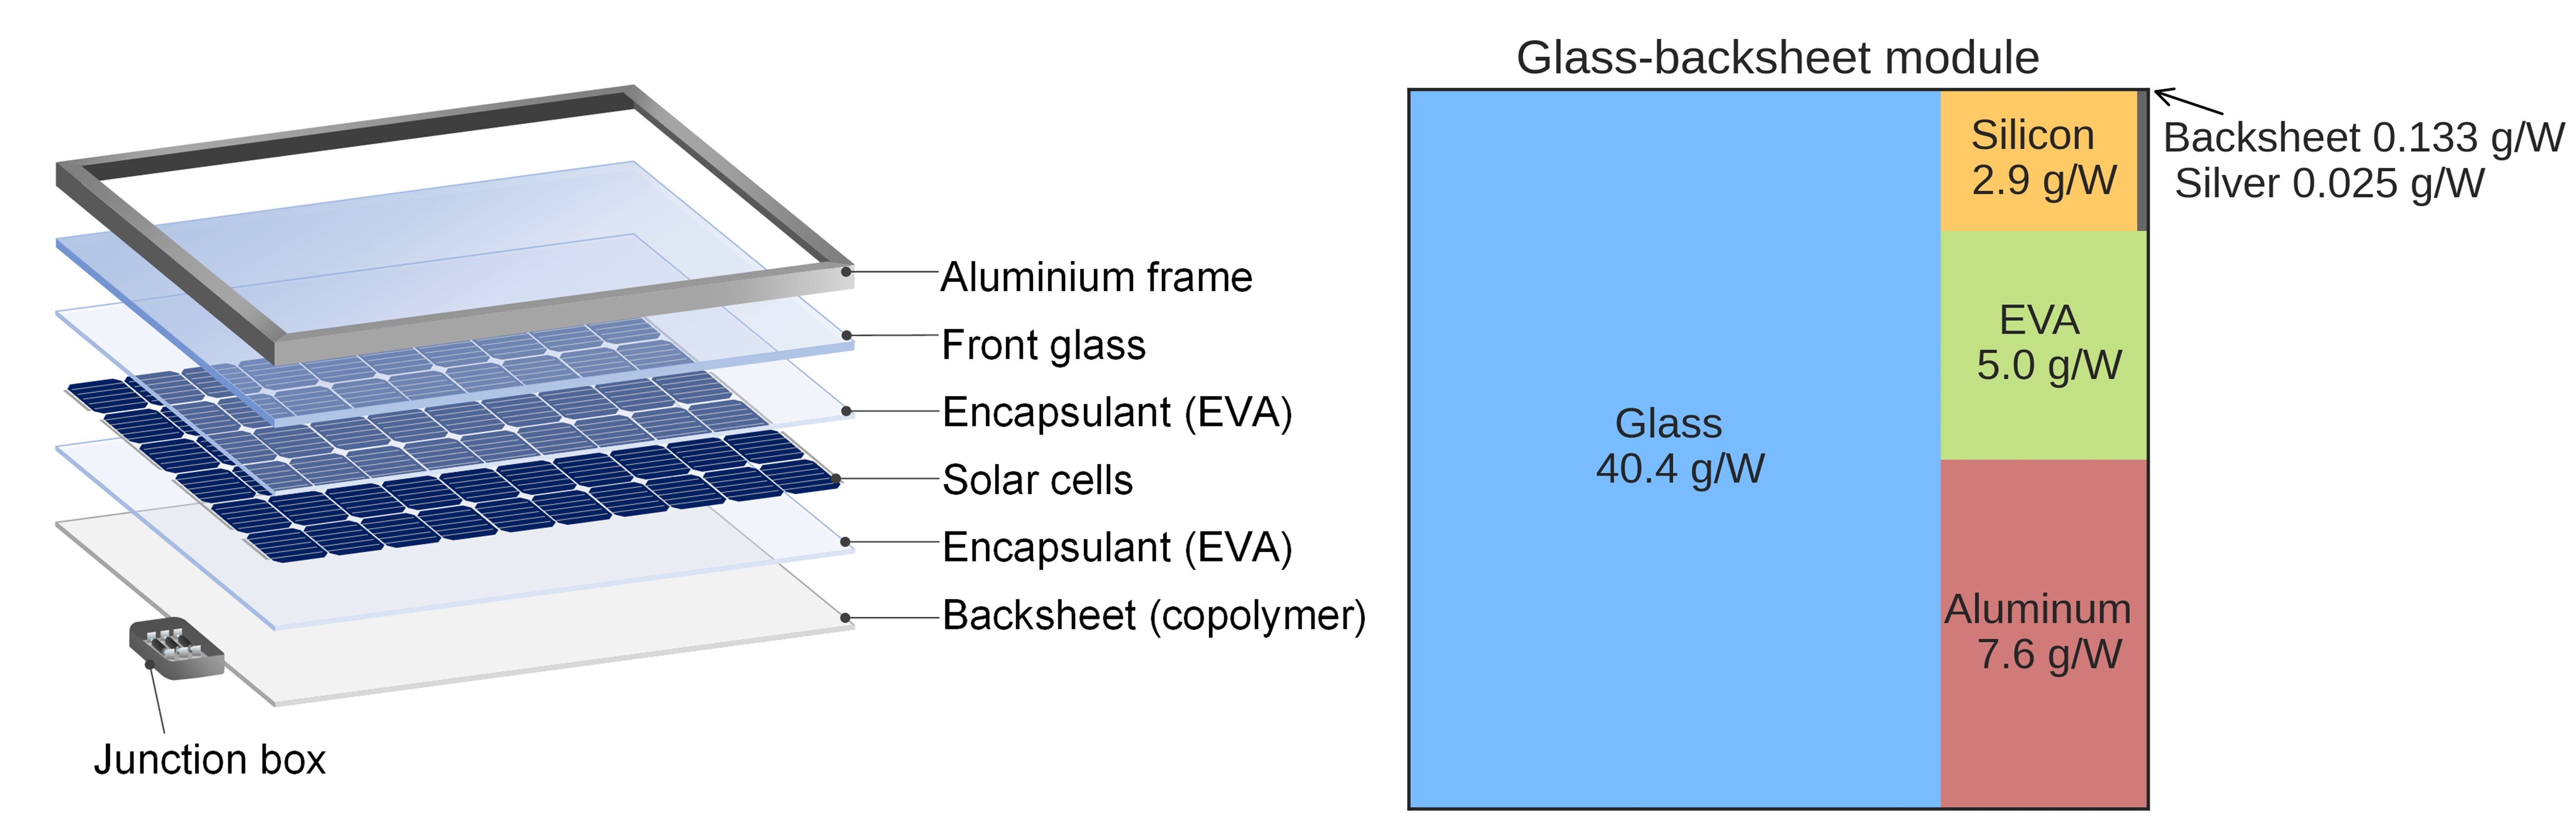 Aluminium frame
Front glass
Encapsulant (EVA)
Solar cells
Encapsulant (EVA)
Backsheet (copolymer)
Junction box
Glass-backsheet module
Glass
40.4 g/W
Silicon
2.9 g/W
Backsheet 0.133 g/W
Silver 0.025 g/W
EVA
5.0 g/W
Aluminum
7.6 g/W